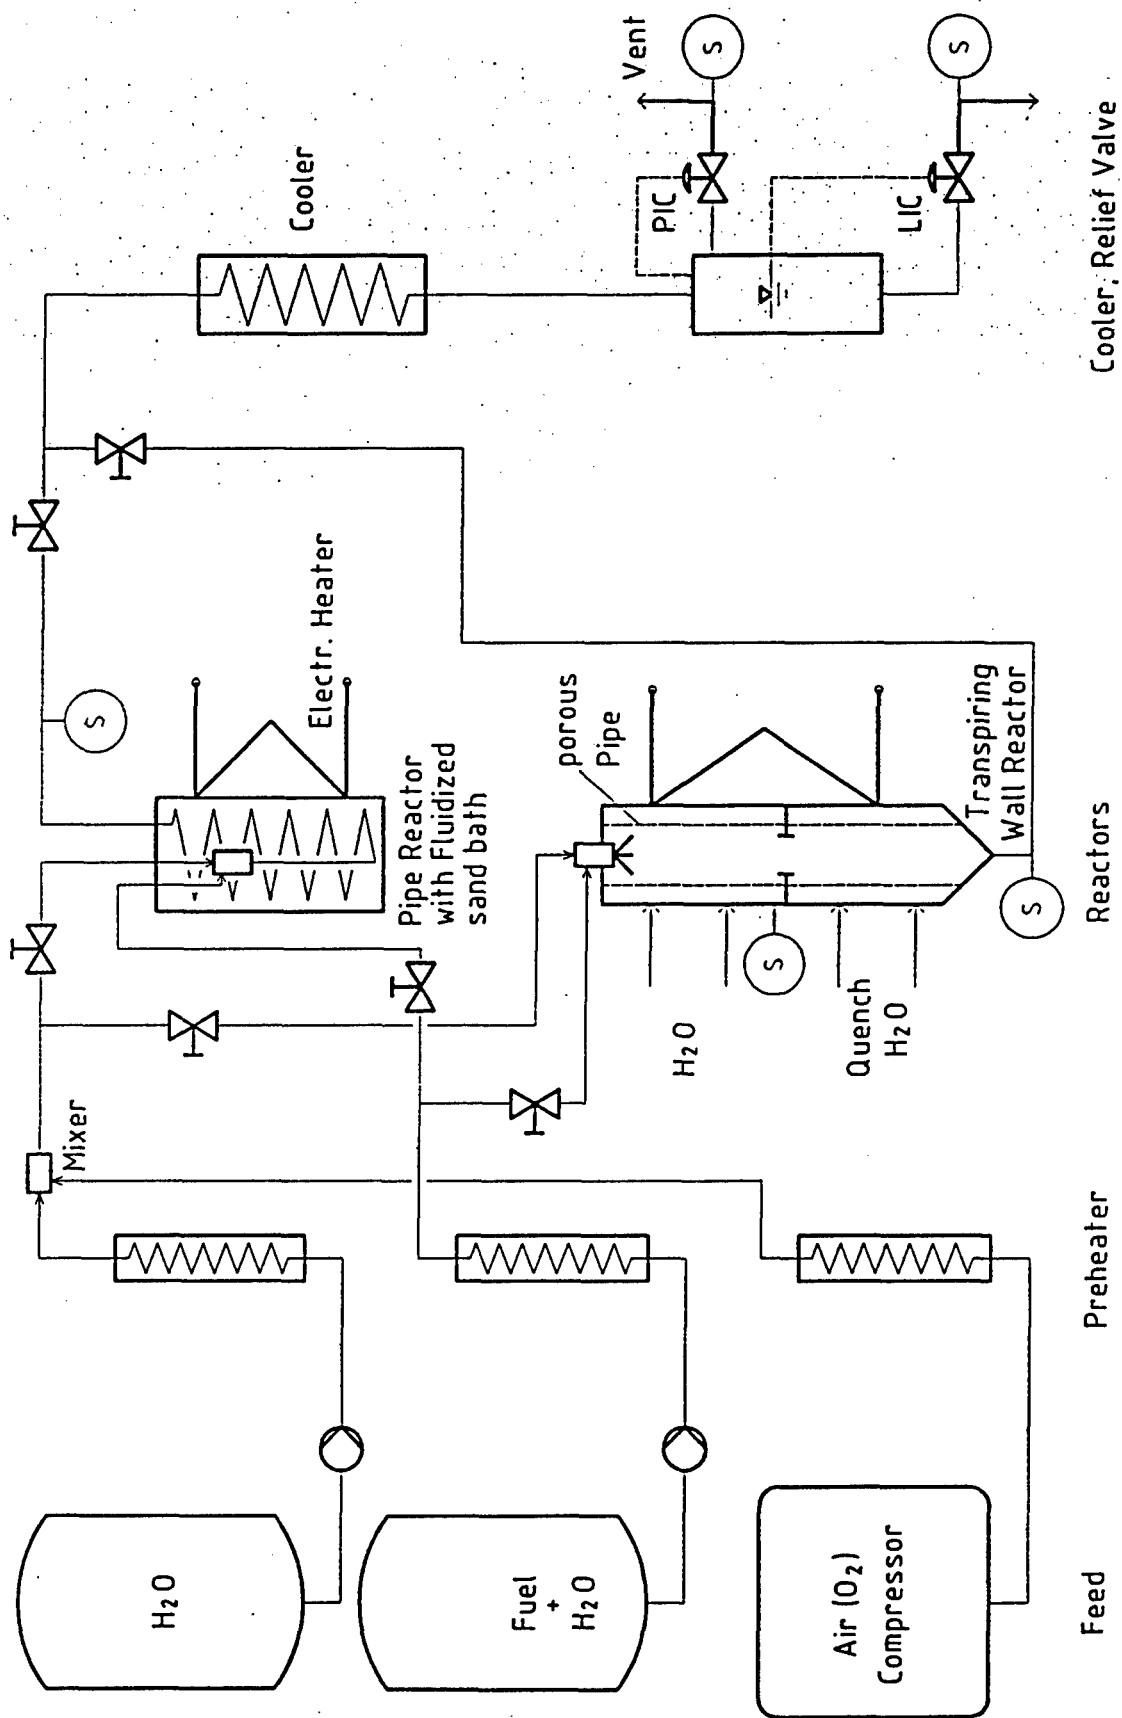 H₂O
Fuel
+
H₂O
Air (O₂)
Compressor
Feed
Preheater
Mixer
Pipe Reactor
with Fluidized
sand bath
Electr. Heater
S
H₂O
Quench
H₂O
S
S
porous
Pipe
Transpiring
Wall Reactor
Reactors
Cooler
PIC
LIC
Vent
S
S
Cooler, Relief Valve